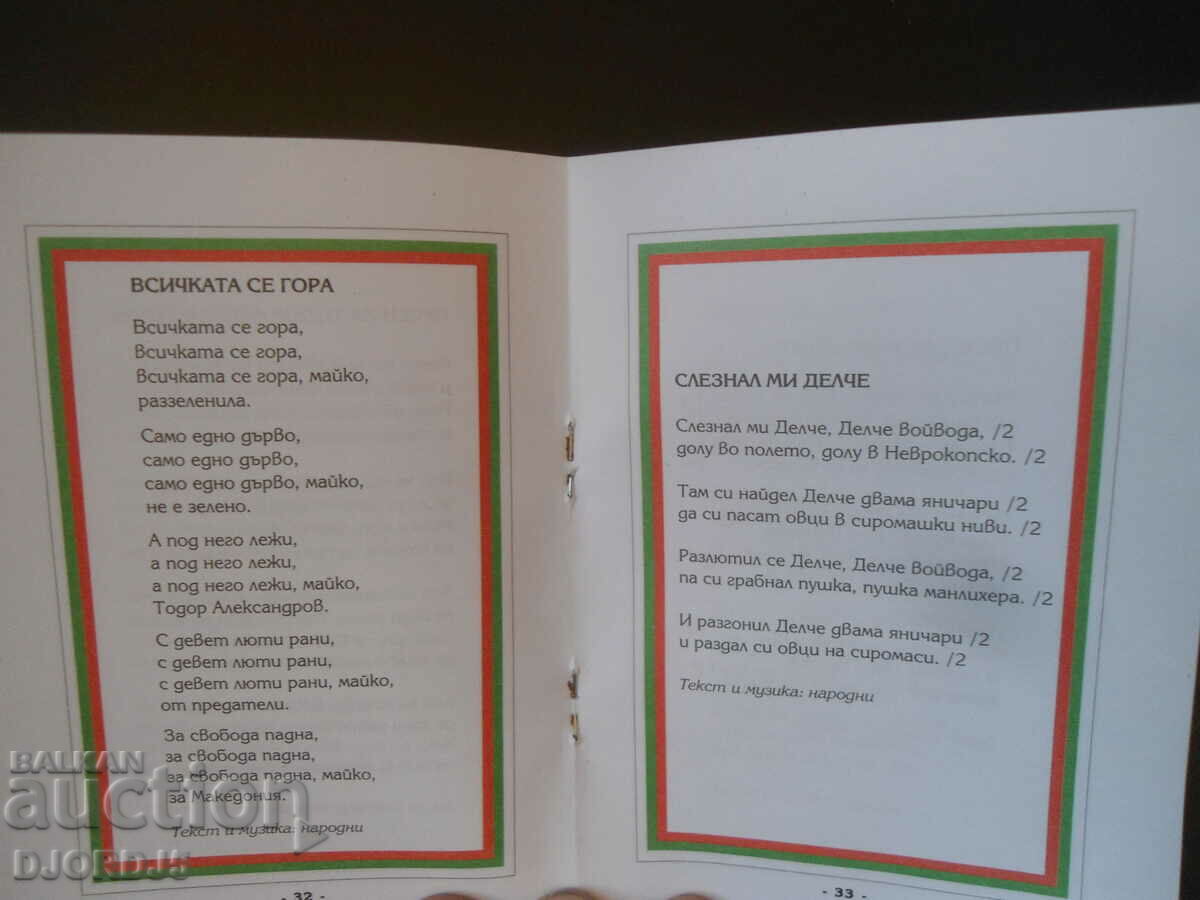 ВСИЧКАТА СЕ ГОРА
Всичката се гора,
Всичката се гора,
Всичката се гора, майко,
раззеленила.
Само едно дърво,
само едно дърво,
само едно дърво, майко,
не е зелено.
А под него лежи,
а под него лежи,
а под него лежи, майко,
Тодор Александров.
С девет люти рани,
с девет люти рани,
с девет люти рани, майко,
от предатели.
За свобода падна,
за свобода падна,
за свобода падна, майко,
за Македония.
Текст и музика: народни
- 32 -
СЛЕЗНАЛ МИ ДЕЛЧЕ
Слезнал ми Делче, Делче войвода, /2
долу во полето, долу в Неврокопско. /2
Там си найдел Делче двама яничари /2
да си пасат овци в сиромашки ниви. /2
Разлютил се Делче, Делче войвода, /2
па си грабнал пушка, пушка манлихера. /2
И разгонил Делче двама яничари /2
и раздал си овци на сиромаси. /2
Текст и музика: народни
- 33 -
BALKAN
auction
DJORDJ5